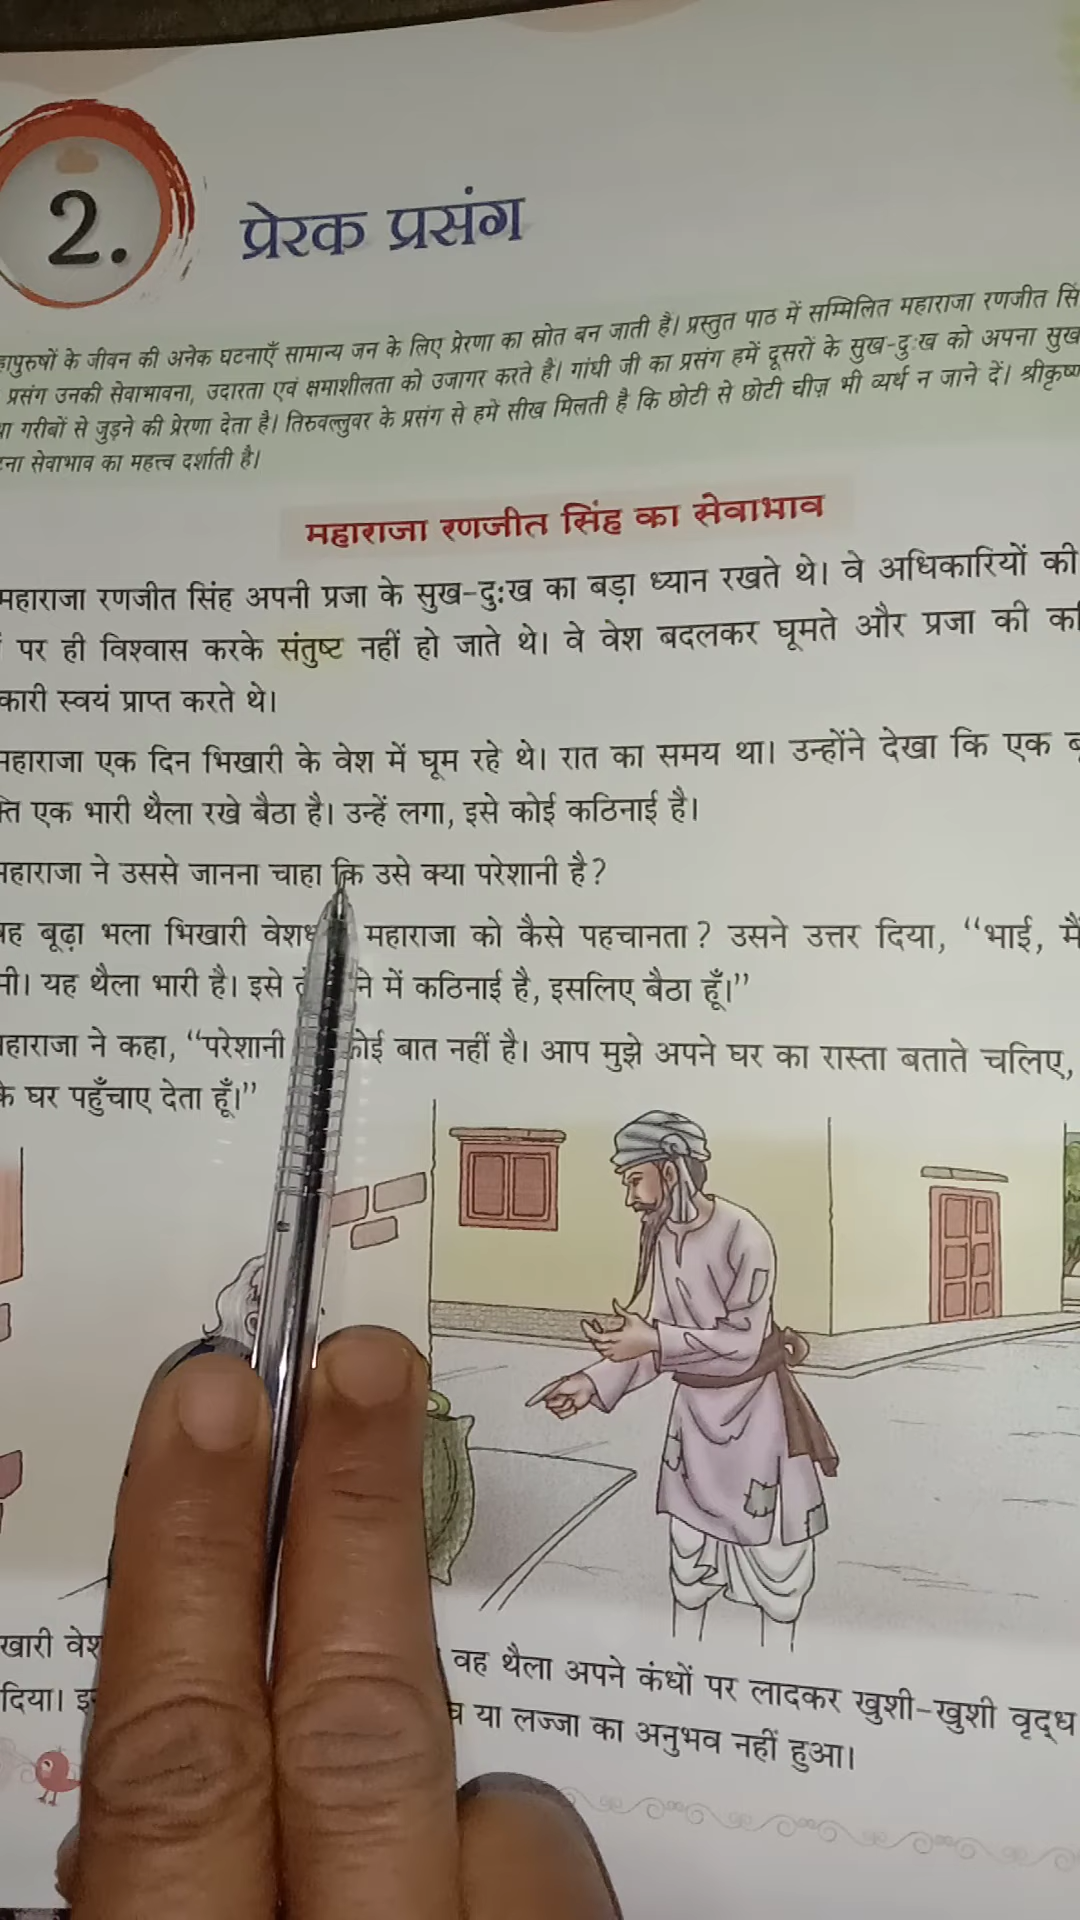 2.
प्रेरक प्रसंग
के जीवन की अनेक घटनाएँ सामान्य जन के लिए प्रेरणा का स्रोत बन जाती हैं। प्रस्तुत पाठ में सम्मिलित महाराजा रणजीत
प्रसंग उनकी सेवाभावना, उदारता एवं क्षमाशीलता को उजागर करते हैं। गांधी जी का प्रसंग हमें दूसरों के सुख-दुःख को अपना सुख
गरीबों से जुड़ने की प्रेरणा देता है। तिरुवल्लुवर के प्रसंग से हमें सीख मिलती है कि छोटी से छोटी चीज़ भी व्यर्थ न जाने दें। श्रीकृष्ण
सेवाभाव का महत्त्व दर्शाती है।
महाराजा रणजीत सिंह का सेवाभाव
महाराजा रणजीत सिंह अपनी प्रजा के सुख-दुःख का बड़ा ध्यान रखते थे। वे अधिकारियों की
पर ही विश्वास करके संतुष्ट नहीं हो जाते थे। वे वेश बदलकर घूमते और प्रजा की
कारी स्वयं प्राप्त करते थे।
महाराजा एक दिन भिखारी के वेश में घूम रहे थे। रात का समय था। उन्होंने देखा कि एक
एक भारी थैला रखे बैठा है। उन्हें लगा, इसे कोई कठिनाई है।
महाराजा ने उससे जानना चाहा कि उसे क्या परेशानी है?
बूढ़ा भला भिखारी महाराजा को कैसे पहचानता? उसने उत्तर दिया, “भाई, मैं
यह थैला भारी है। इसे में कठिनाई है, इसलिए बैठा हूँ।”
महाराजा ने कहा, “परेशानी कोई बात नहीं है। आप मुझे अपने घर का रास्ता बताते चलिए,
के घर पहुँचाए देता हूँ।”
वह थैला अपने कंधों पर लादकर खुशी-खुशी वृद्ध
दिया। या लज्जा का अनुभव नहीं हुआ।